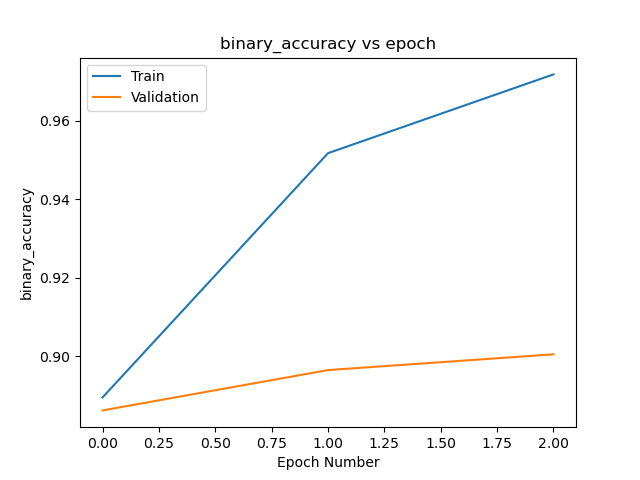 binary_accuracy vs epoch
Train
Validation
0.96
0.94
0.92
0.90
binary_accuracy
0.00 0.25 0.50 0.75 1.00 1.25 1.50 1.75 2.00
Epoch Number